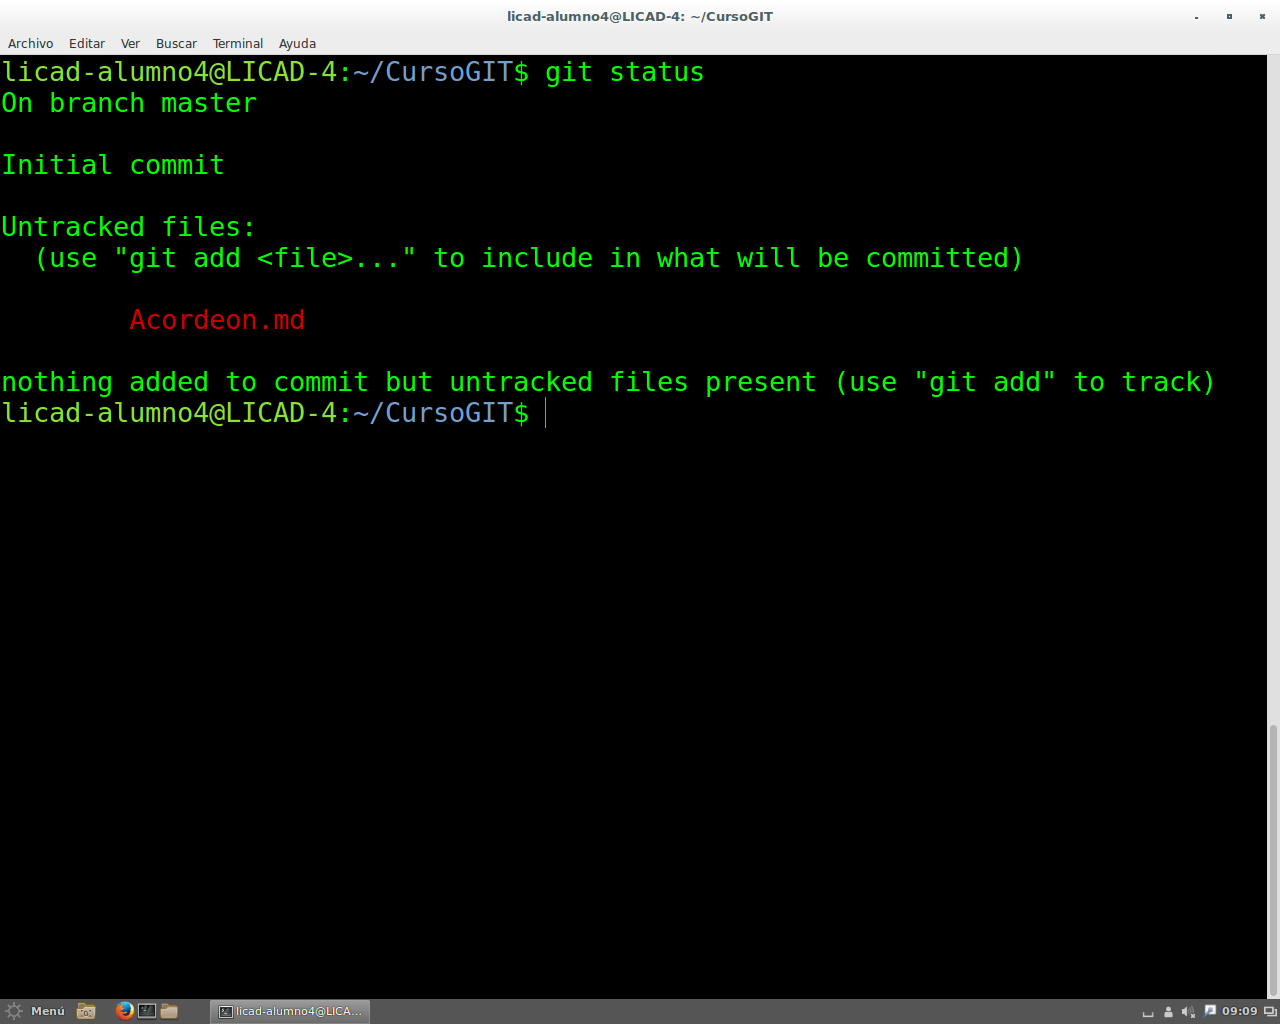 licad-alumno4@LICAD-4: ~/CursoGIT
Archivo Editar Ver Buscar Terminal Ayuda
licad-alumno4@LICAD-4:~/CursoGIT$ git status
On branch master
Initial commit
Untracked files:
(use "git add <file>..." to include in what will be committed)
Acordeon.md
nothing added to commit but untracked files present (use "git add" to track)
licad-alumno4@LICAD-4:~/CursoGIT$
Menú licad-alumno4@LICA... 09:09